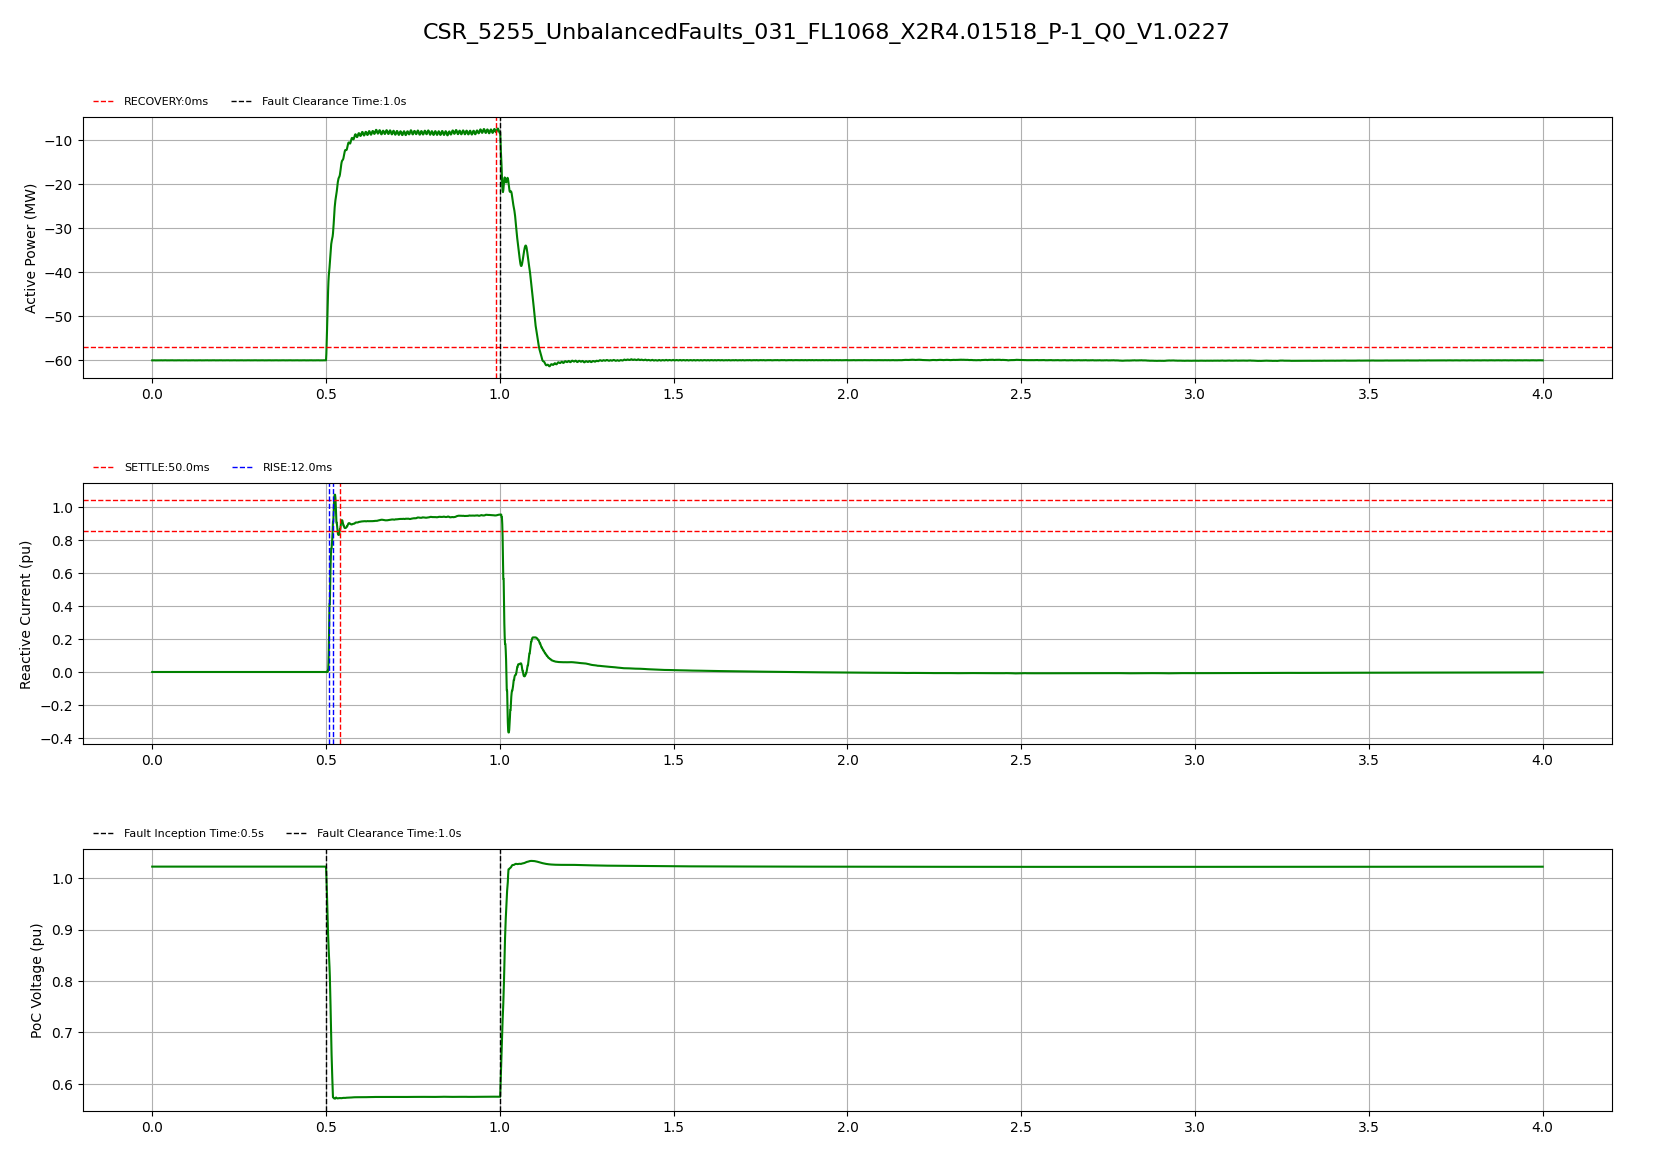 CSR_5255_UnbalancedFaults_031_FL1068_X2R4.01518_P-1_Q0_V1.0227
RECOVERY:0ms Fault Clearance Time:1.0s
Active Power (MW)
−10
−20
−30
−40
−50
−60
0.0 0.5 1.0 1.5 2.0 2.5 3.0 3.5 4.0
SETTLE:50.0ms RISE:12.0ms
Reactive Current (pu)
1.0
0.8
0.6
0.4
0.2
0.0
−0.2
−0.4
0.0 0.5 1.0 1.5 2.0 2.5 3.0 3.5 4.0
Fault Inception Time:0.5s Fault Clearance Time:1.0s
PoC Voltage (pu)
1.0
0.9
0.8
0.7
0.6
0.0 0.5 1.0 1.5 2.0 2.5 3.0 3.5 4.0